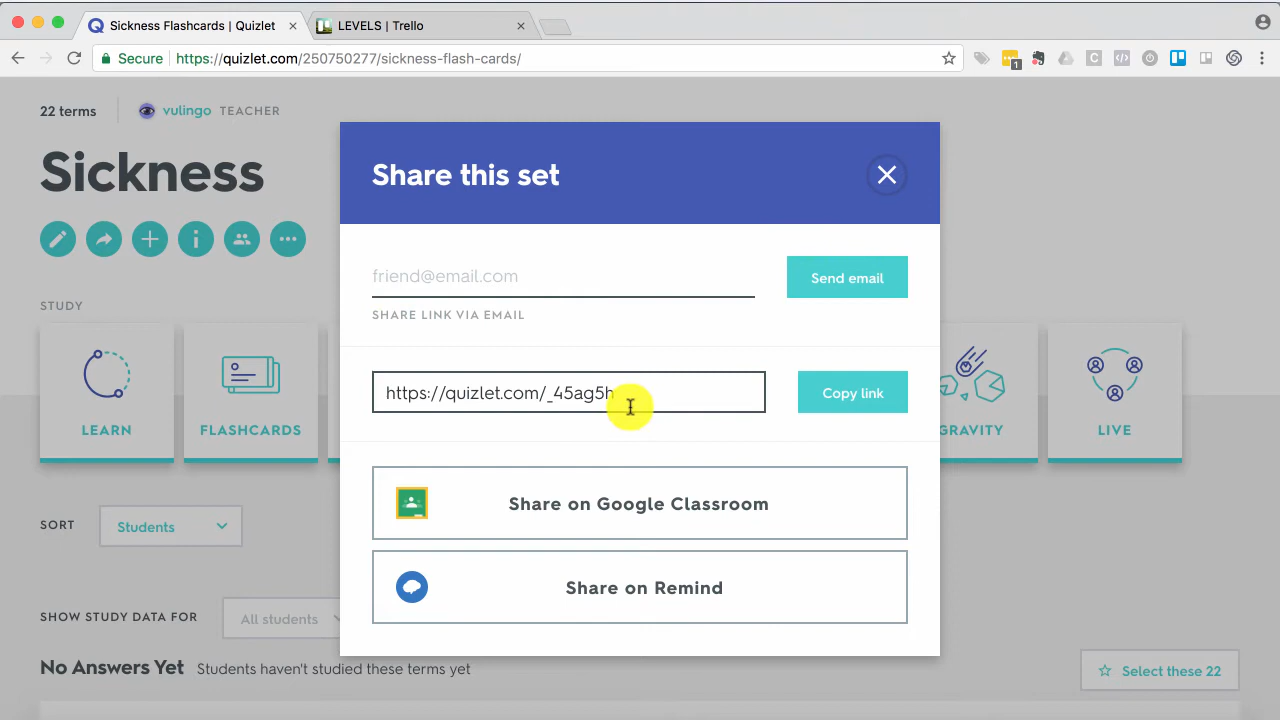 Sickness Flashcards | Quizlet
LEVELS | Trello
Secure
https://quizlet.com/250750277/sickness-flash-cards/
1
22 terms
vulingo TEACHER
Sickness
Share this set
friend@email.com
Send email
SHARE LINK VIA EMAIL
STUDY
https://quizlet.com/_45ag5h
Copy link
LEARN
FLASHCARDS
GRAVITY
LIVE
Share on Google Classroom
SORT
Students
Share on Remind
SHOW STUDY DATA FOR
All students
No Answers Yet
Students haven't studied these terms yet
Select these 22